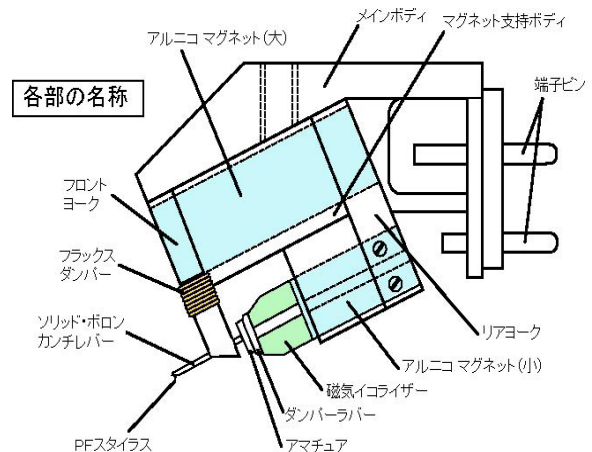 メインボディ
マグネット支持ボディ
アルニコ マグネット(大)
各部の名称
端子ピン
フロント
ヨーク
フラックス
ダンパー
ソリッド・ボロン
カンチレバー
リアヨーク
アルニコ マグネット(小)
磁気イコライザー
ダンパーラバー
PFスタイラス
アマチュア